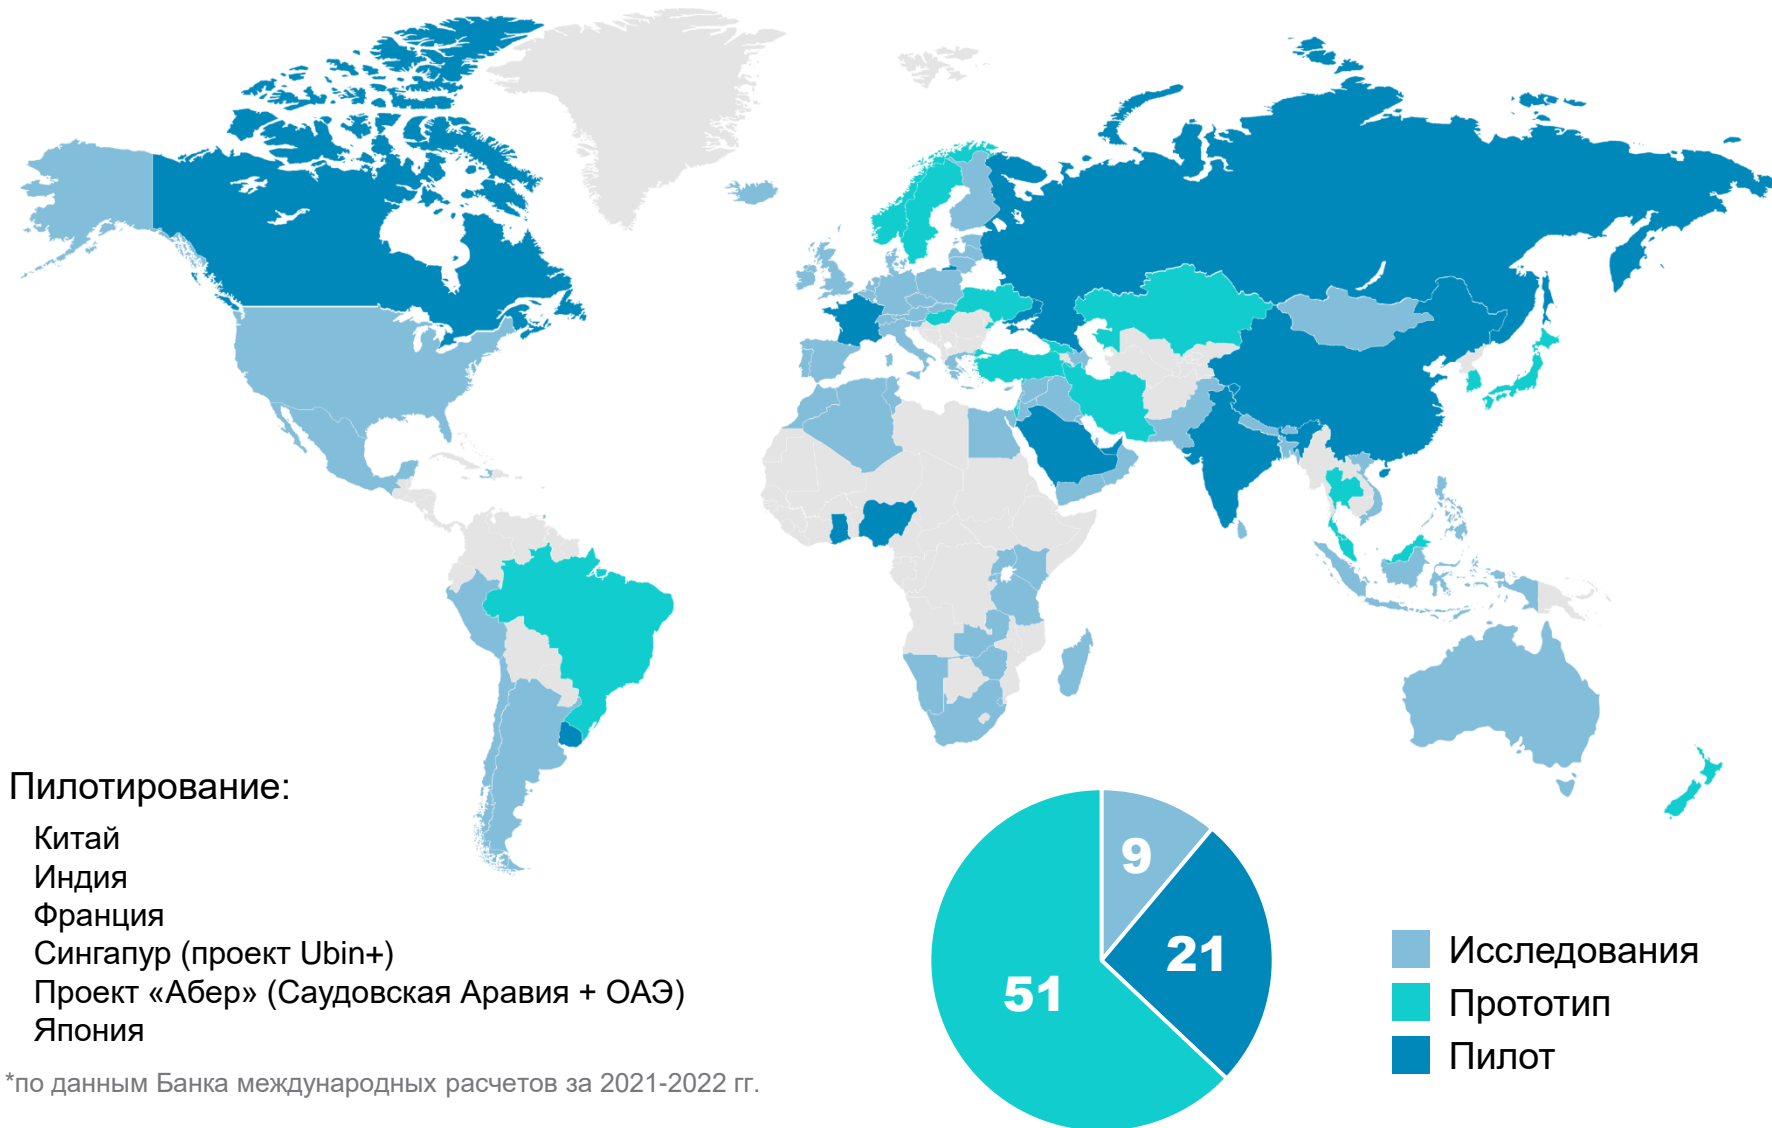 Пилотирование:
Китай
Индия
Франция
Сингапур (проект Ubin+)
Проект «Абер» (Саудовская Аравия + ОАЭ)
Япония
*по данным Банка международных расчетов за 2021-2022 гг.
9
21
51
Исследования
Прототип
Пилот